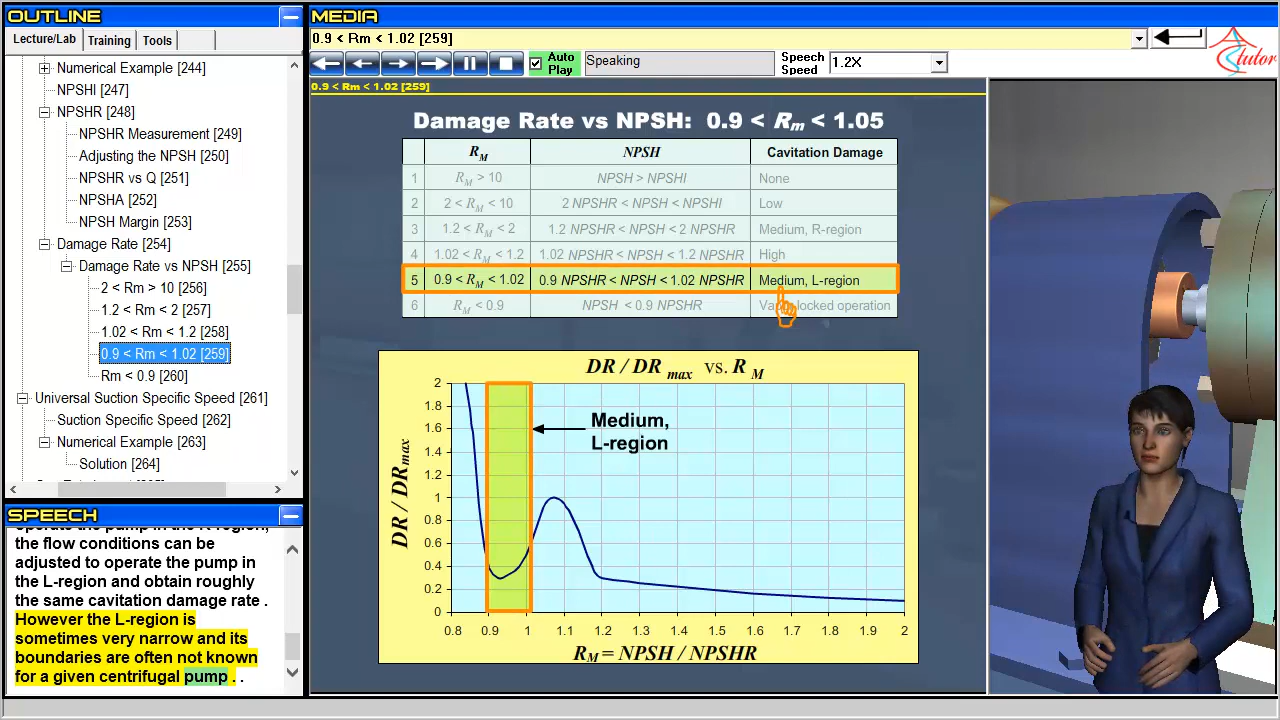 OUTLINE
Lecture/Lab Training Tools
Numerical Example [244]
NPSHI [247]
NPSHR [248]
NPSHR Measurement [249]
Adjusting the NPSH [250]
NPSHR vs Q [251]
NPSHA [252]
NPSH Margin [253]
Damage Rate [254]
Damage Rate vs NPSH [255]
2 < Rm > 10 [256]
1.2 < Rm < 2 [257]
1.02 < Rm < 1.2 [258]
0.9 < Rm < 1.02 [259]
Rm < 0.9 [260]
Universal Suction Specific Speed [261]
Suction Specific Speed [262]
Numerical Example [263]
Solution [264]
SPEECH
operate the pump in the R-region,
the flow conditions can be
adjusted to operate the pump in
the L-region and obtain roughly
the same cavitation damage rate .
However the L-region is
sometimes very narrow and its
boundaries are often not known
for a given centrifugal pump . .
MEDIA
0.9 < Rm < 1.02 [259]
Auto Play
Speaking
Speech Speed
1.2X
tutor
0.9 < Rm < 1.02 [259]
Damage Rate vs NPSH: 0.9 < Rm < 1.05
RM NPSH Cavitation Damage
1 RM > 10 NPSH > NPSHI None
2 2 < RM < 10 2 NPSHR < NPSH < NPSHI Low
3 1.2 < RM < 2 1.2 NPSHR < NPSH < 2 NPSHR Medium, R-region
4 1.02 < RM < 1.2 1.02 NPSHR < NPSH < 1.2 NPSHR High
5 0.9 < RM < 1.02 0.9 NPSHR < NPSH < 1.02 NPSHR Medium, L-region
6 RM < 0.9 NPSH < 0.9 NPSHR locked operation
DR / DR max vs. R M
2
1.8
1.6
1.4
1.2
1
0.8
0.6
0.4
0.2
0
DR / DRmax
Medium,
L-region
0.8 0.9 1 1.1 1.2 1.3 1.4 1.5 1.6 1.7 1.8 1.9 2
RM = NPSH / NPSHR